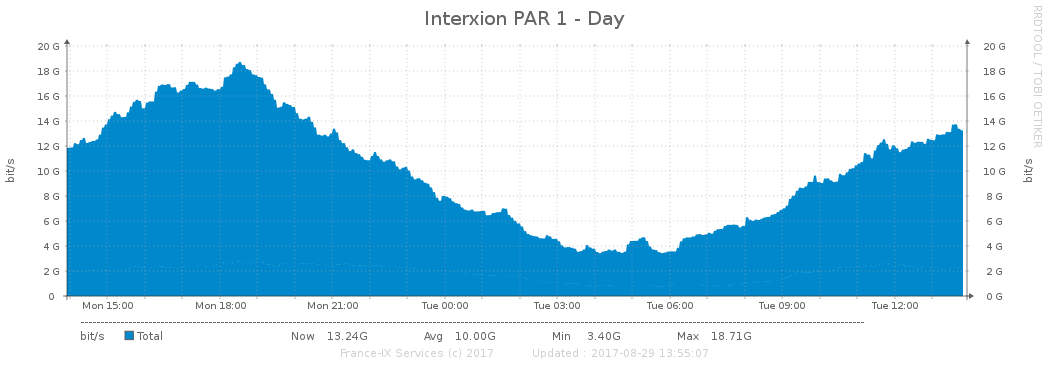 Interxion PAR 1 - Day
RRDTOOL / TOBI OETIKER
20 G 20 G
18 G 18 G
16 G 16 G
14 G 14 G
12 G 12 G
10 G 10 G
8 G 8 G
6 G 6 G
4 G 4 G
2 G 2 G
0 0 G
bit/s bit/s
Mon 15:00 Mon 18:00 Mon 21:00 Tue 00:00 Tue 03:00 Tue 06:00 Tue 09:00 Tue 12:00
bit/s Total Now 13.24G Avg 10.00G Min 3.40G Max 18.71G
France-IX Services (c) 2017 Updated : 2017-08-29 13:55:07